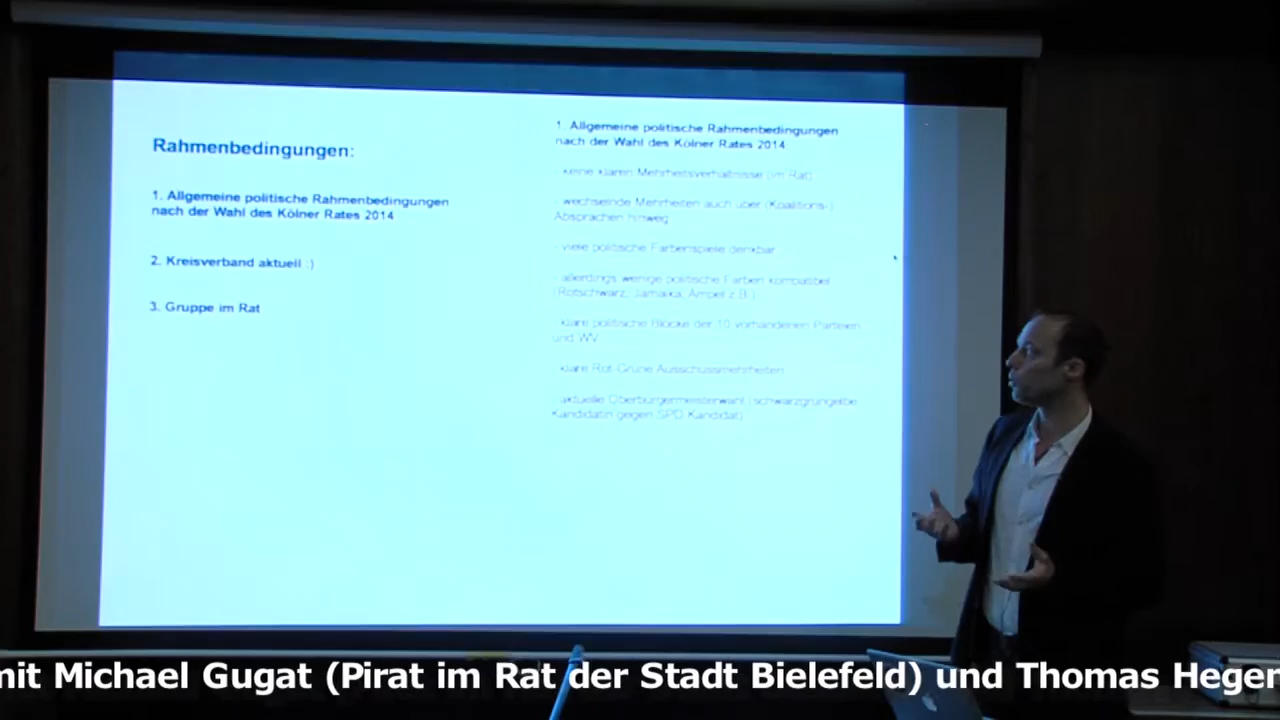 Rahmenbedingungen:
1. Allgemeine politische Rahmenbedingungen
nach der Wahl des Kölner Rates 2014
2. Kreisverband aktuell :)
3. Gruppe im Rat
1. Allgemeine politische Rahmenbedingungen
nach der Wahl des Kölner Rates 2014
- keine klaren Mehrheitsverhältnisse (im Rat)
- wechselnde Mehrheiten auch über (Koalitions-)
Absprachen hinweg
- viele politische Farbenspiele denkbar
- allerdings wenige politische Farben kompatibel
(Rotschwarz, Jamaika, Ampel z.B.)
- klare politische Blöcke der 10 vorhandenen Parteien
und WV
- klare Rot-Grüne Ausschussmehrheiten
- aktuelle Oberbürgermeisterwahl (schwarzgrüngelbe
Kandidatin gegen SPD Kandidat)
mit Michael Gugat (Pirat im Rat der Stadt Bielefeld) und Thomas Heger